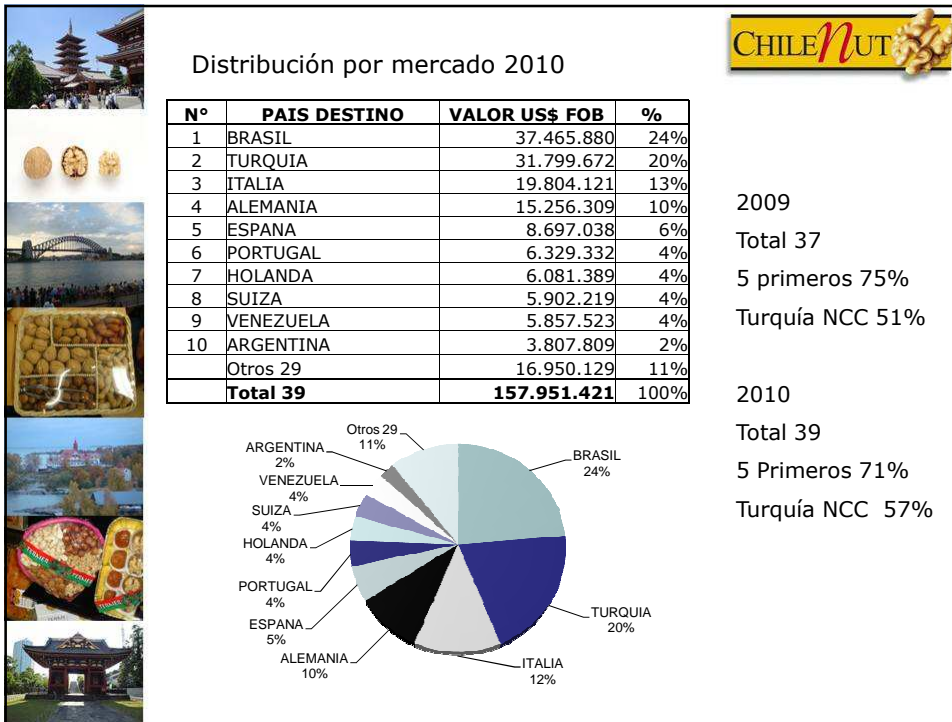 CHILENUT
Distribución por mercado 2010
N° PAIS DESTINO VALOR US$ FOB %
1 BRASIL 37.465.880 24%
2 TURQUIA 31.799.672 20%
3 ITALIA 19.804.121 13%
4 ALEMANIA 15.256.309 10%
5 ESPANA 8.697.038 6%
6 PORTUGAL 6.329.332 4%
7 HOLANDA 6.081.389 4%
8 SUIZA 5.902.219 4%
9 VENEZUELA 5.857.523 4%
10 ARGENTINA 3.807.809 2%
Otros 29 16.950.129 11%
Total 39 157.951.421 100%
2009
Total 37
5 primeros 75%
Turquía NCC 51%
2010
Total 39
5 Primeros 71%
Turquía NCC 57%
Otros 29
11%
ARGENTINA
2%
VENEZUELA
4%
SUIZA
4%
HOLANDA
4%
PORTUGAL
4%
ESPANA
5%
ALEMANIA
10%
BRASIL
24%
TURQUIA
20%
ITALIA
12%